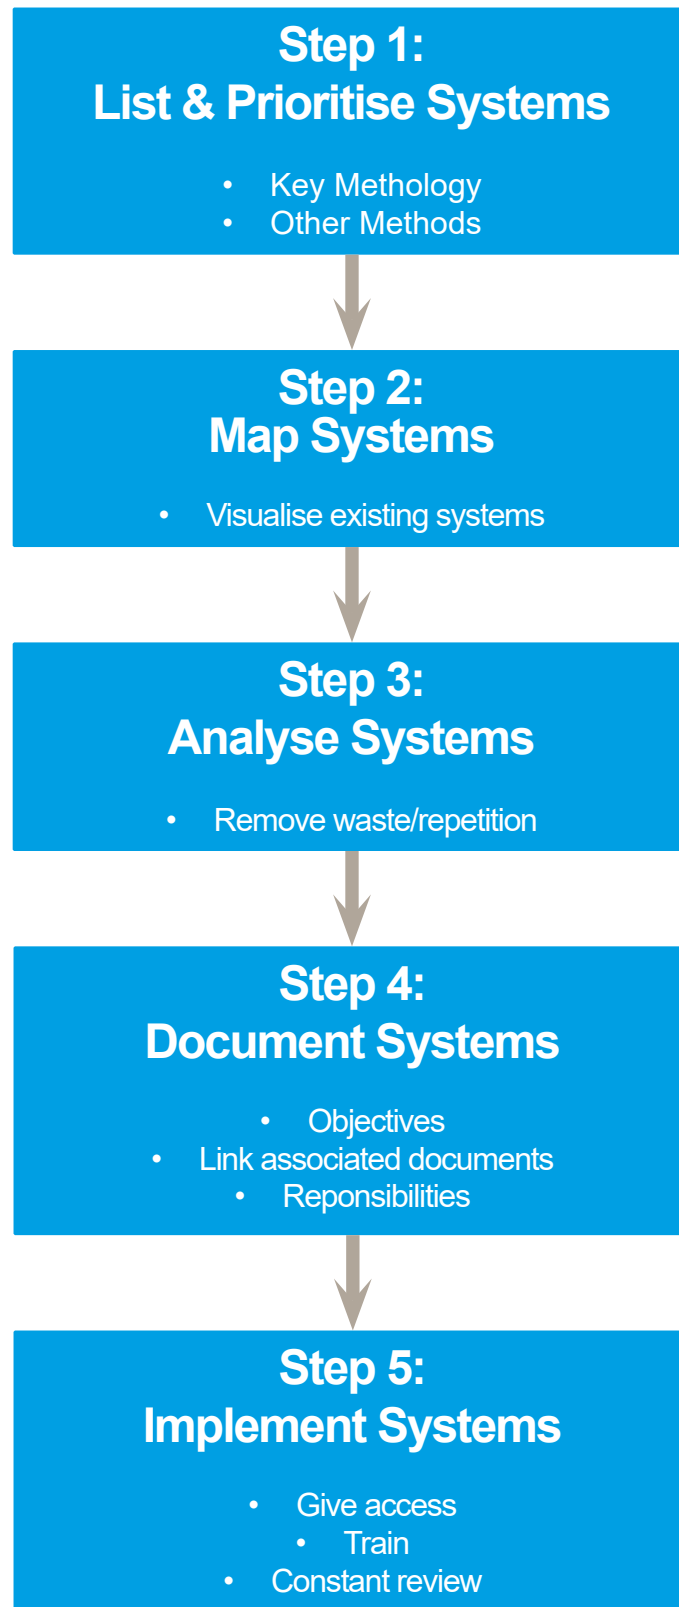 Step 1:
List & Prioritise Systems
• Key Methology
• Other Methods
Step 2:
Map Systems
• Visualise existing systems
Step 3:
Analyse Systems
• Remove waste/repetition
Step 4:
Document Systems
• Objectives
• Link associated documents
• Reponsibilities
Step 5:
Implement Systems
• Give access
• Train
• Constant review